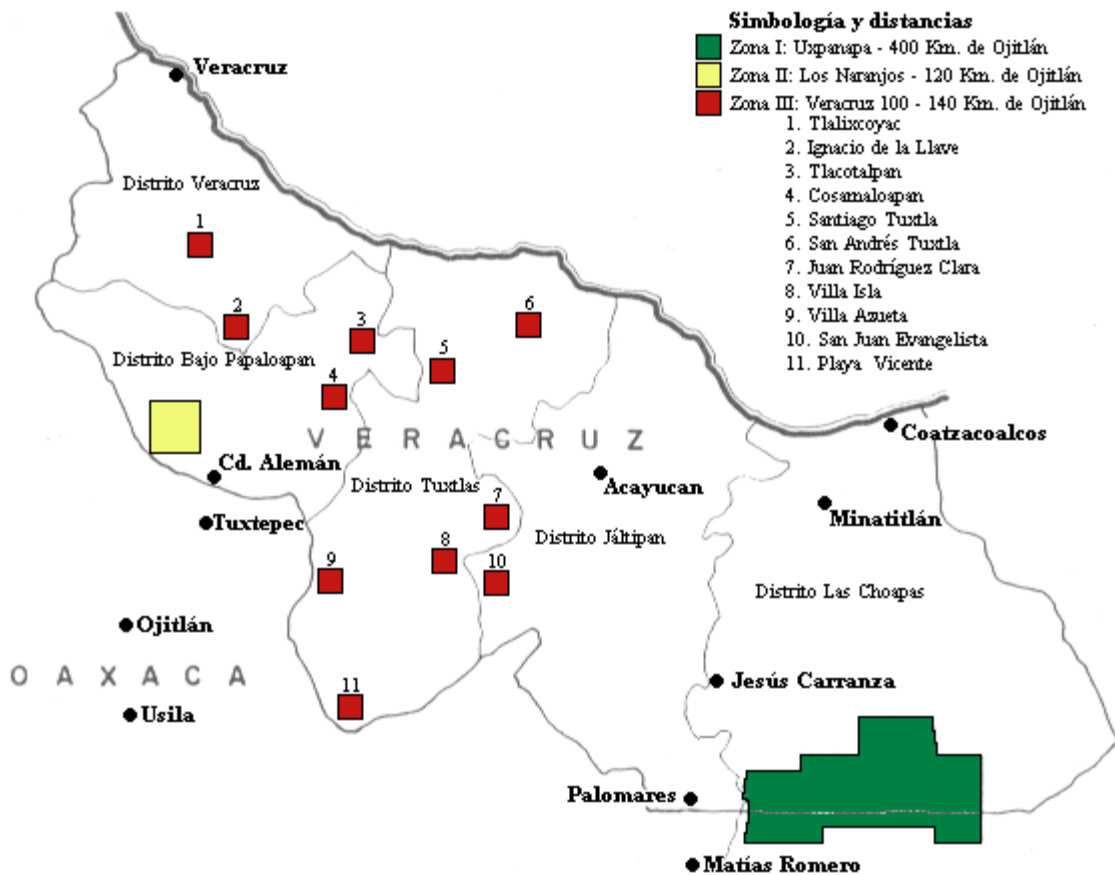 Simbología y distancias
Zona I: Uxpanapa - 400 Km. de Ojitlán
Zona II: Los Naranjos - 120 Km. de Ojitlán
Zona III: Veracruz 100 - 140 Km. de Ojitlán
1. Tlalixcoyac
2. Ignacio de la Llave
3. Tlacotalpan
4. Cosamaloapan
5. Santiago Tuxtla
6. San Andrés Tuxtla
7. Juan Rodríguez Clara
8. Villa Isla
9. Villa Azueta
10. San Juan Evangelista
11. Playa Vicente
Veracruz
Distrito Veracruz
1
2
3
6
5
Distrito Bajo Papaloapan
4
VERACRUZ
Coatzacoalcos
Cd. Alemán
Distrito Tuxtlas
Acayucan
7
Minatitlán
Tuxtepec
Distrito Jáltipan
8
9
10
Distrito Las Choapas
Ojitlán
OAXACA
11
Jesús Carranza
Usila
Palomares
Matías Romero